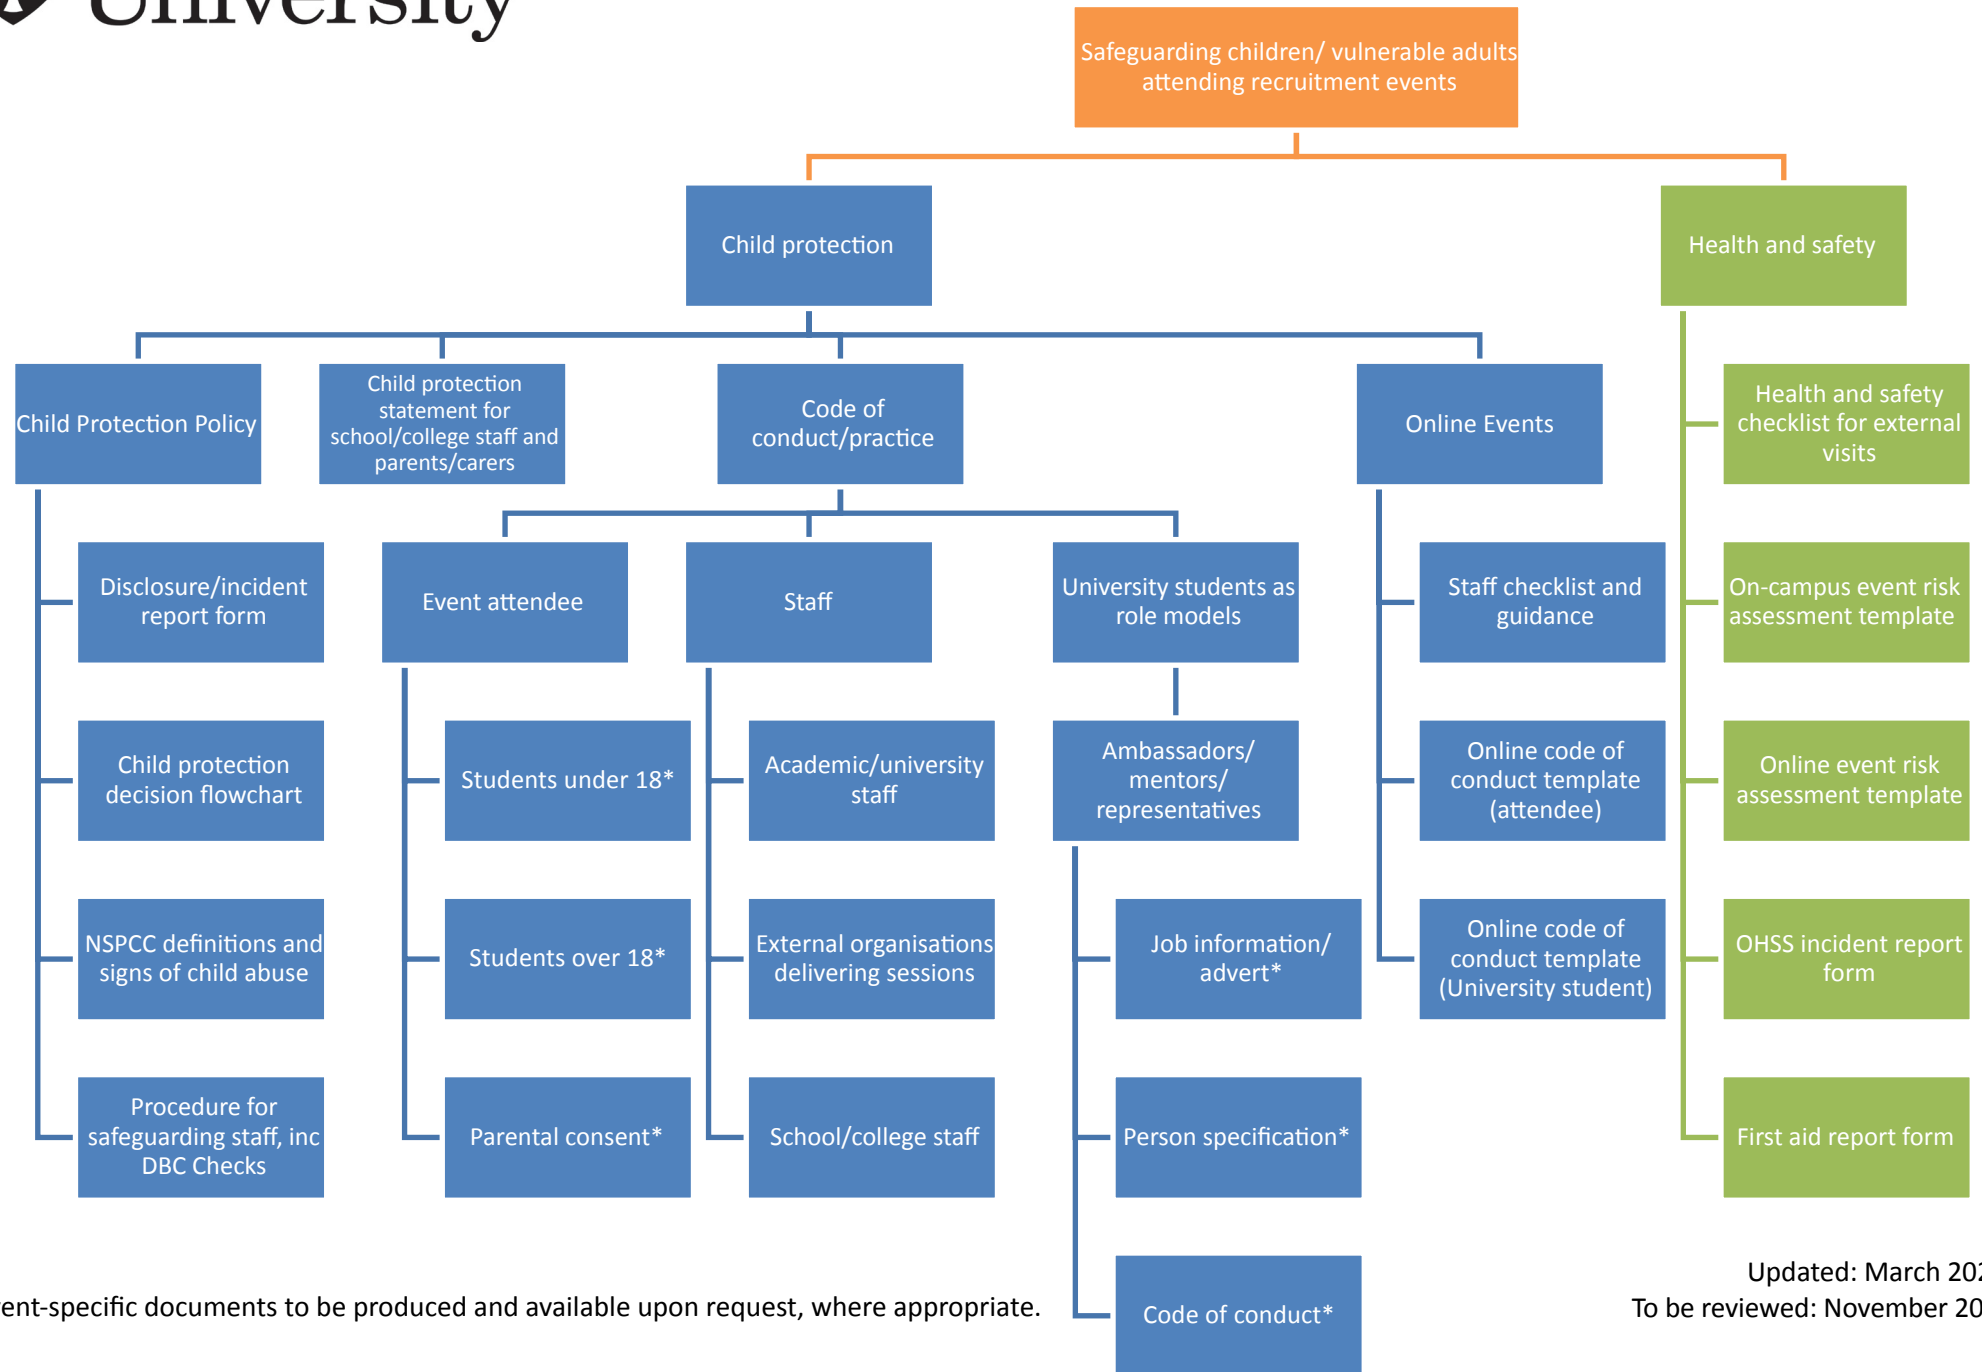 University
Safeguarding children/ vulnerable adults
attending recruitment events
Child protection
Health and safety
Child Protection Policy
Child protection
statement for
school/college staff and
parents/carers
Code of
conduct/practice
Online Events
Health and safety
checklist for external
visits
Disclosure/incident
report form
Event attendee
Staff
University students as
role models
Staff checklist and
guidance
On-campus event risk
assessment template
Child protection
decision flowchart
Students under 18*
Academic/university
staff
Ambassadors/
mentors/
representatives
Online code of
conduct template
(attendee)
Online event risk
assessment template
NSPCC definitions and
signs of child abuse
Students over 18*
External organisations
delivering sessions
Job information/
advert*
Online code of
conduct template
(University student)
OHSS incident report
form
Procedure for
safeguarding staff, inc
DBC Checks
Parental consent*
School/college staff
Person specification*
First aid report form
Code of conduct*
Updated: March
ent-specific documents to be produced and available upon request, where appropriate.
To be reviewed: November